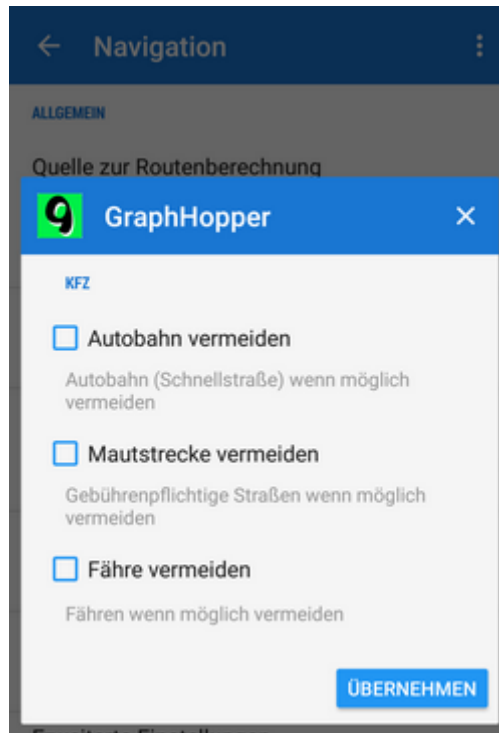 Navigation
ALLGEMEIN
Quelle zur Routenberechnung
GraphHopper
KFZ
Autobahn vermeiden
Autobahn (Schnellstraße) wenn möglich
vermeiden
Mautstrecke vermeiden
Gebührenpflichtige Straßen wenn möglich
vermeiden
Fähre vermeiden
Fähren wenn möglich vermeiden
ÜBERNEHMEN